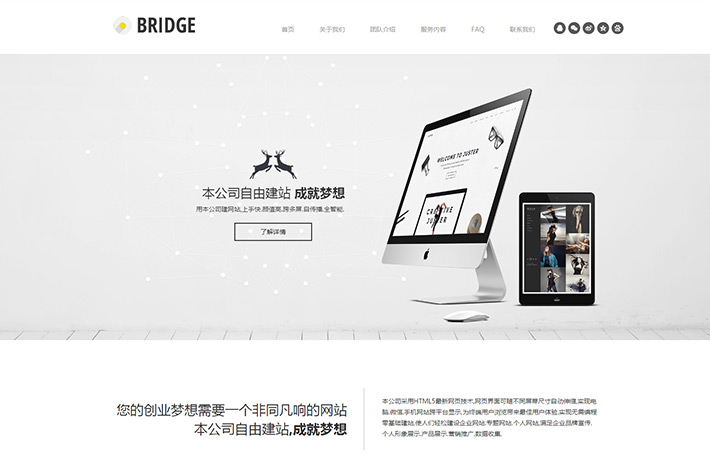 BRIDGE
首页 关于我们 团队介绍 服务内容 FAQ 联系我们
本公司自由建站 成就梦想
用本公司建网站,上手快,颜值高,跨多屏,自传播,全智能.
了解详情
WELCOME TO JUSTER
CREATIVE
JUSTER
您的创业梦想需要一个非同凡响的网站
本公司自由建站,成就梦想
本公司采用HTML5最新网页技术,网页界面可随不同屏幕尺寸自动伸缩,实现电
脑,微信,手机网站跨平台显示,为终端用户浏览带来最佳用户体验,实现无需编程
零基础建站,使人们轻松建设企业网站,专题网站,个人网站,满足企业品牌宣传,
个人形象展示,产品展示,营销推广,数据收集.